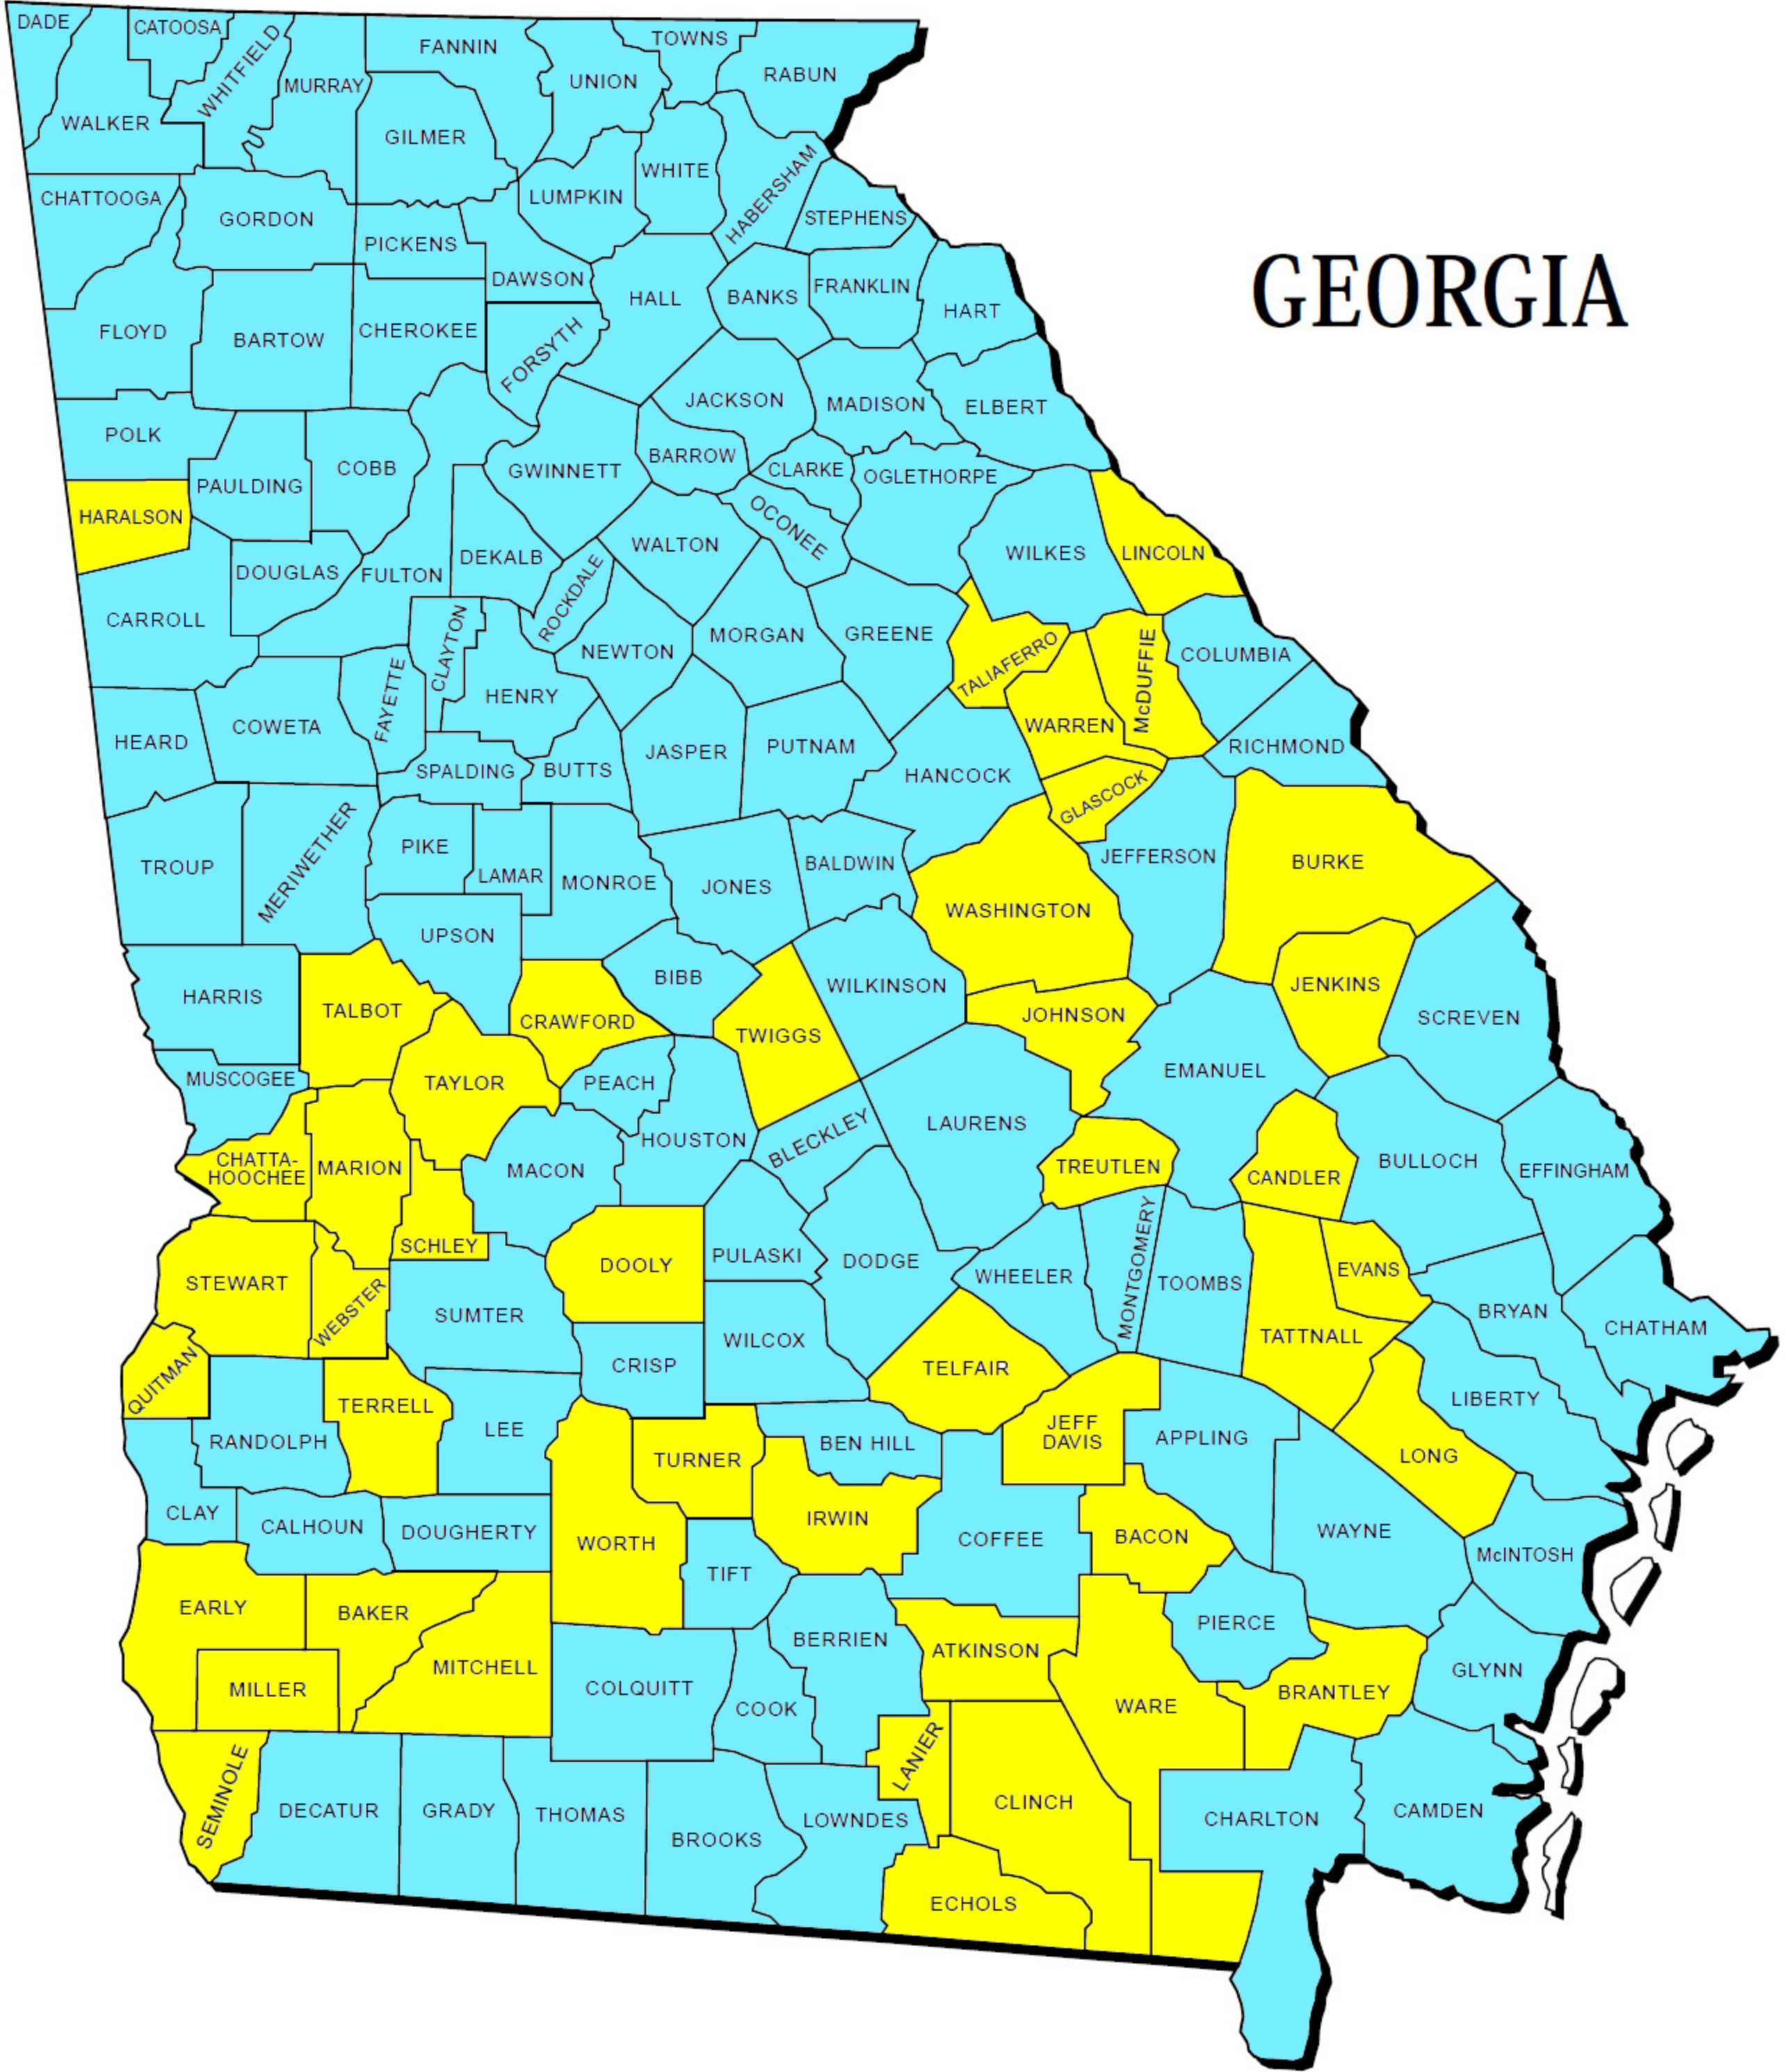 DADE
CATOOSA
WHITFIELD
FANNIN
TOWNS
UNION
RABUN
MURRAY
WALKER
GILMER
WHITE
LUMPKIN
HABERSHAM
CHATTOOGA
GORDON
STEPHENS
PICKENS
DAWSON
HALL
BANKS
FRANKLIN
HART
GEORGIA
FLOYD
BARTOW
CHEROKEE
FORSYTH
JACKSON
MADISON
ELBERT
POLK
PAULDING
COBB
GWINNETT
BARROW
CLARKE
OGLETHORPE
HARALSON
OCONEE
WALTON
WILKES
LINCOLN
DOUGLAS
FULTON
DEKALB
ROCKDALE
CARROLL
CLAYTON
NEWTON
MORGAN
GREENE
TALIAFERRO
McDUFFIE
COLUMBIA
FAYETTE
HENRY
WARREN
HEARD
COWETA
SPALDING
BUTTS
JASPER
PUTNAM
HANCOCK
GLASCOCK
RICHMOND
TROUP
MERIWETHER
PIKE
LAMAR
MONROE
JONES
BALDWIN
JEFFERSON
BURKE
WASHINGTON
UPSON
HARRIS
TALBOT
CRAWFORD
BIBB
TWIGGS
WILKINSON
JOHNSON
JENKINS
SCREVEN
MUSCOGEE
TAYLOR
PEACH
EMANUEL
HOUSTON
BLECKLEY
LAURENS
CHATTA-
HOOCHEE
MARION
MACON
TREUTLEN
CANDLER
BULLOCH
EFFINGHAM
SCHLEY
DOOLY
PULASKI
DODGE
WHEELER
MONTGOMERY
TOOMBS
EVANS
STEWART
WEBSTER
SUMTER
WILCOX
TATTNALL
BRYAN
CHATHAM
QUITMAN
CRISP
TELFAIR
LIBERTY
TERRELL
RANDOLPH
LEE
TURNER
BEN HILL
JEFF
DAVIS
APPLING
LONG
CLAY
CALHOUN
DOUGHERTY
WORTH
TIFT
IRWIN
COFFEE
BACON
WAYNE
McINTOSH
EARLY
BAKER
MITCHELL
BERRIEN
ATKINSON
PIERCE
MILLER
COLQUITT
COOK
WARE
BRANTLEY
GLYNN
SEMINOLE
DECATUR
GRADY
THOMAS
BROOKS
LOWNDES
LANIER
CLINCH
CHARLTON
CAMDEN
ECHOLS